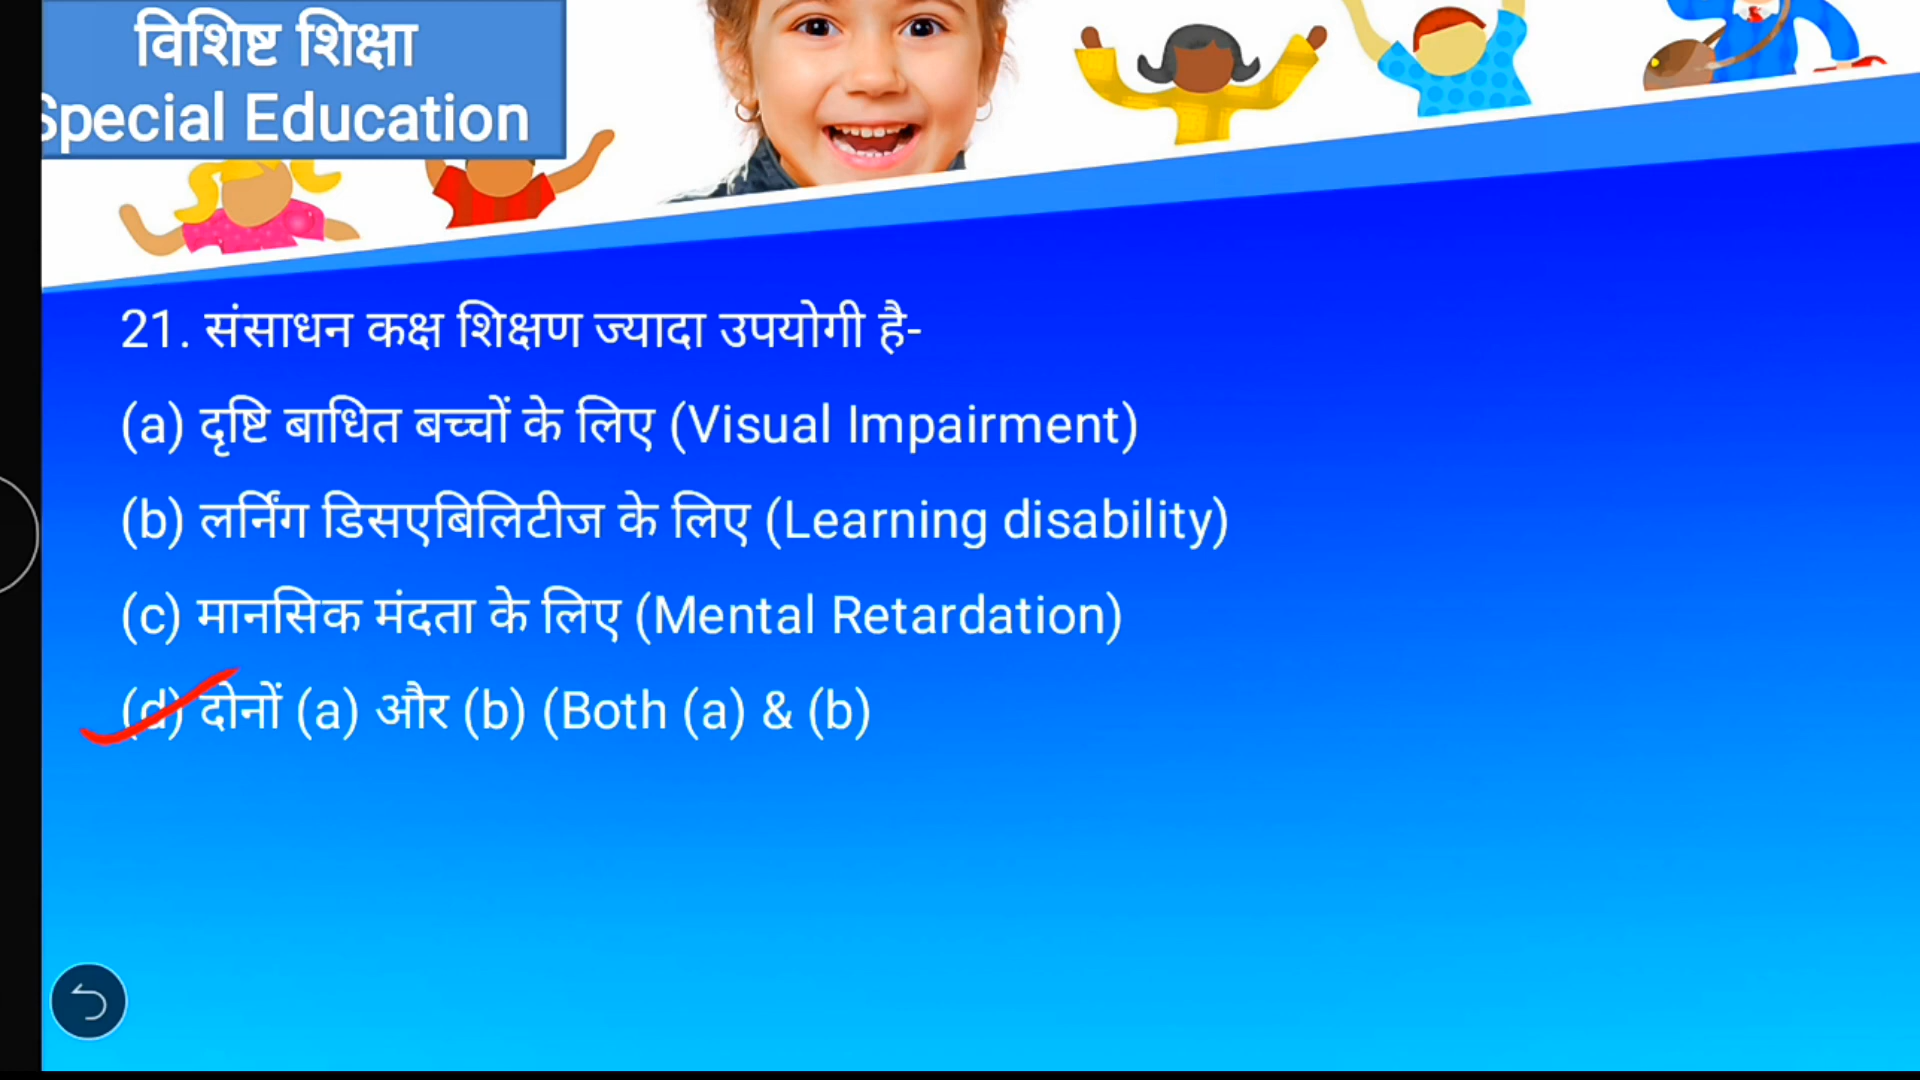 विशिष्ट शिक्षा
Special Education
21. संसाधन कक्ष शिक्षण ज्यादा उपयोगी है-
(a) दृष्टि बाधित बच्चों के लिए (Visual Impairment)
(b) लर्निंग डिसएबिलिटीज के लिए (Learning disability)
(c) मानसिक मंदता के लिए (Mental Retardation)
(d) दोनों (a) और (b) (Both (a) & (b)